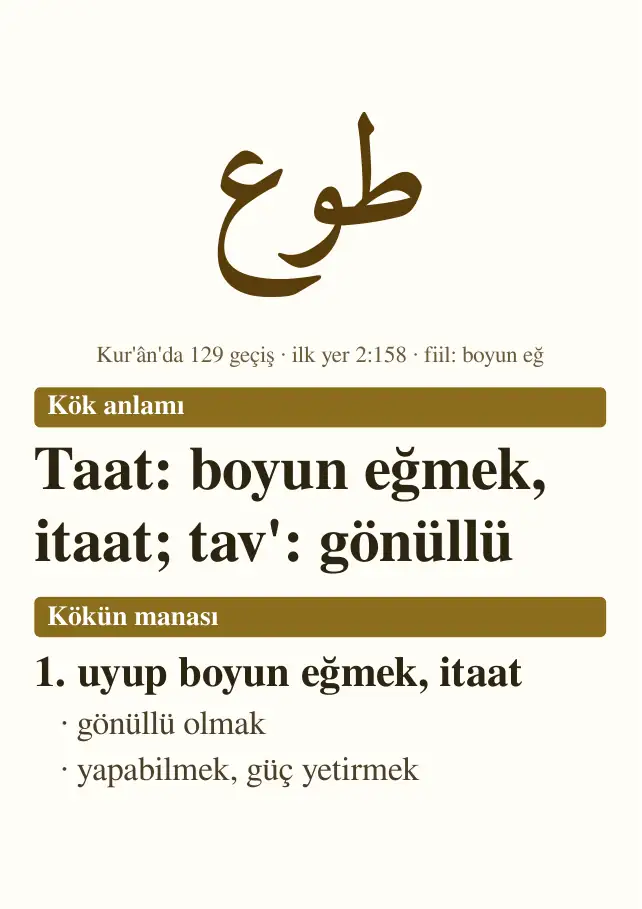 طوع
Kur'ân'da 129 geçiş · ilk yer 2:158 · fiil: boyun eğ
Kök anlamı
Taat: boyun eğmek,
itaat; tav': gönüllü
Kökün manası
1. uyup boyun eğmek, itaat
· gönüllü olmak
· yapabilmek, güç yetirmek